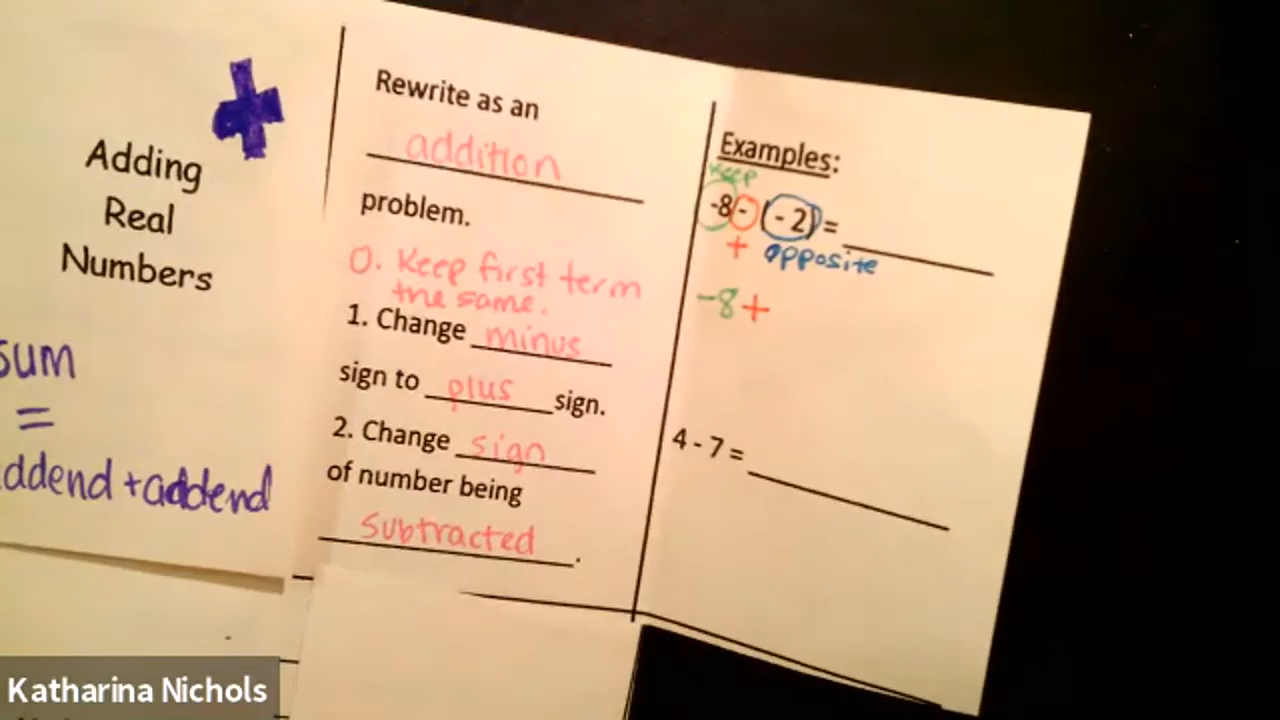 Adding
Real
Numbers
sum
=
addend + addend
Rewrite as an
addition
problem.
0. Keep first term
the same.
1. Change minus
sign to plus sign.
2. Change sign
of number being
subtracted.
Examples:
Keep
-8 - (-2) =
+ opposite
-8 +
4 - 7 =
Katharina Nichols